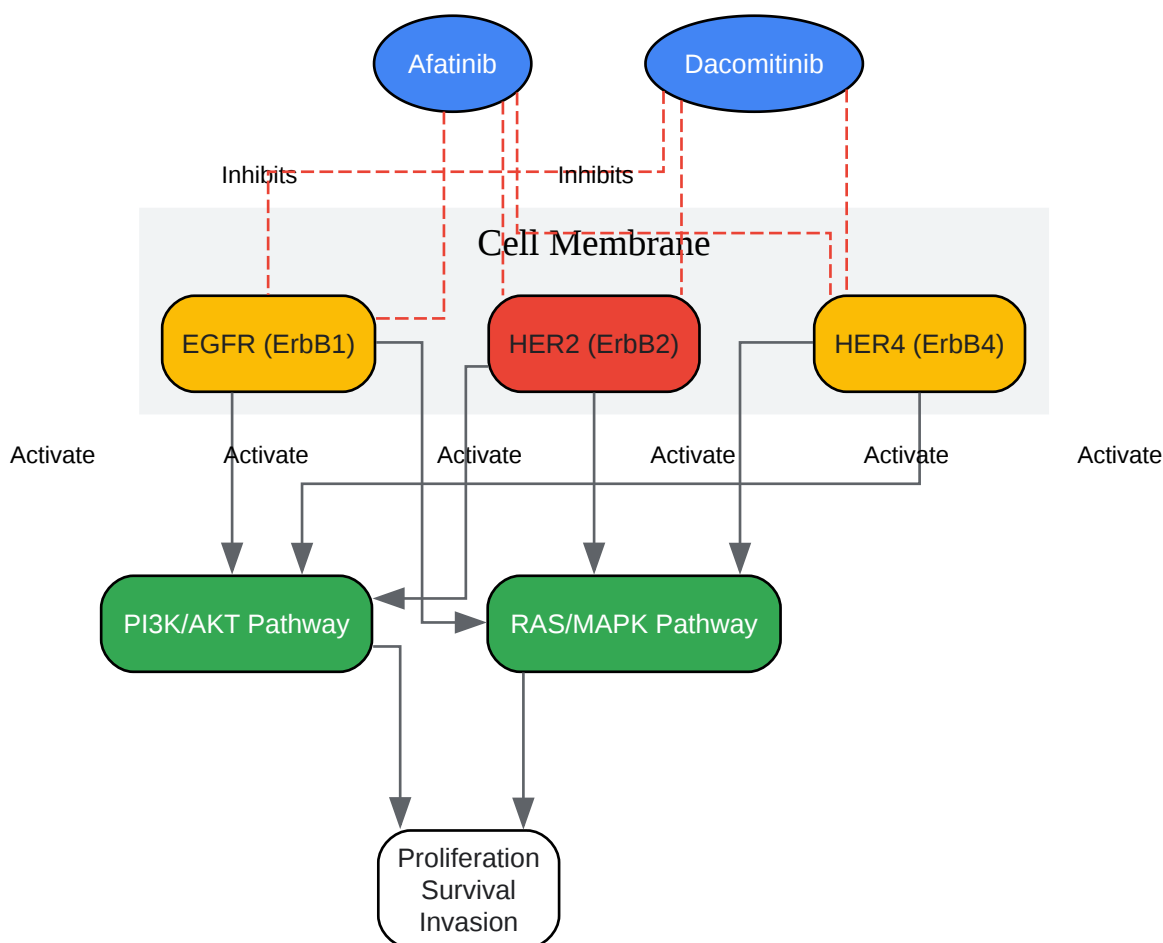 Afatinib
Dacomitinib
Inhibits
Inhibits
Cell Membrane
EGFR (ErbB1)
HER2 (ErbB2)
HER4 (ErbB4)
Activate
Activate
Activate
Activate
Activate
Activate
PI3K/AKT Pathway
RAS/MAPK Pathway
Proliferation
Survival
Invasion